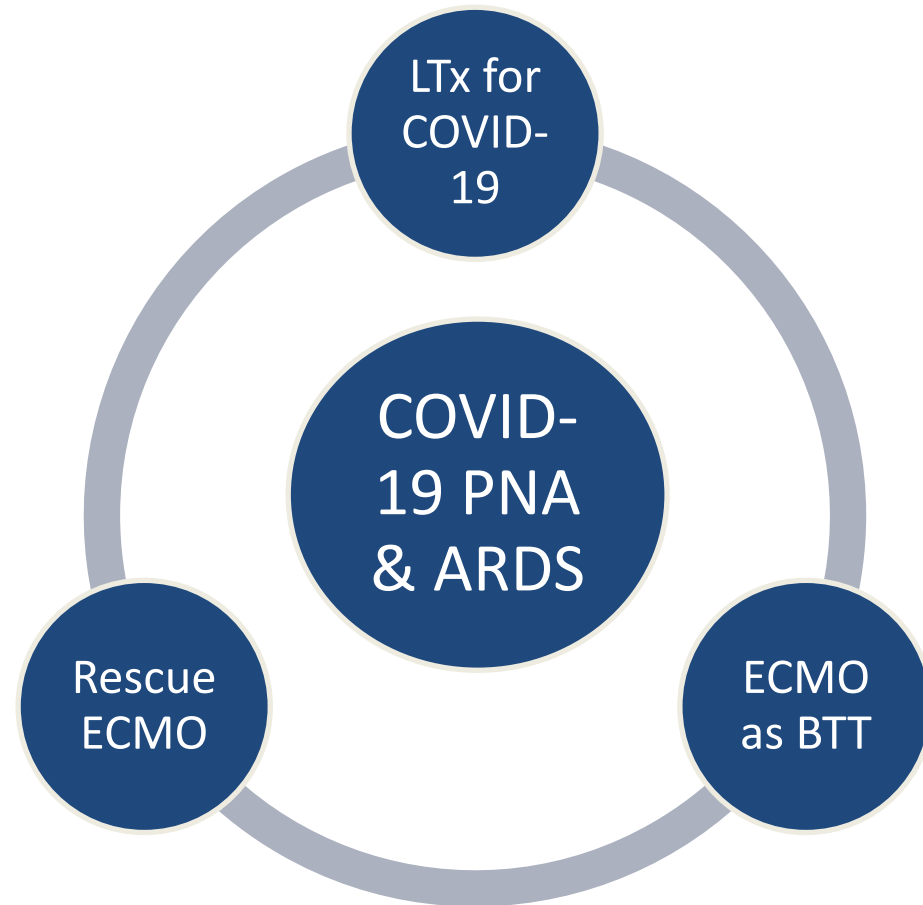 LTx for
COVID-
19
COVID-
19 PNA
& ARDS
Rescue
ECMO
ECMO
as BTT